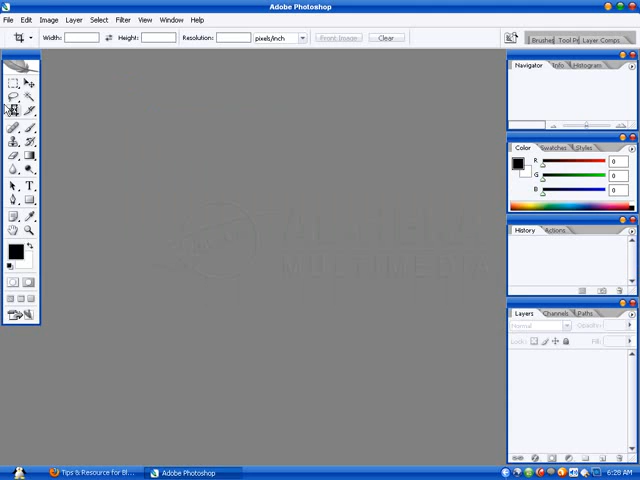 Adobe Photoshop
File Edit Image Layer Select Filter View Window Help
Width: Height: Resolution: pixels/inch Front Image Clear
Brushes Tool Pr Layer Comps
Navigator Info Histogram
Color Swatches Styles
R 0
G 0
B 0
History Actions
MULTIMEDIA
Layers Channels Paths
Normal Opacity:
Lock: Fill:
Tips & Resource for Bl... Adobe Photoshop 6:28 AM